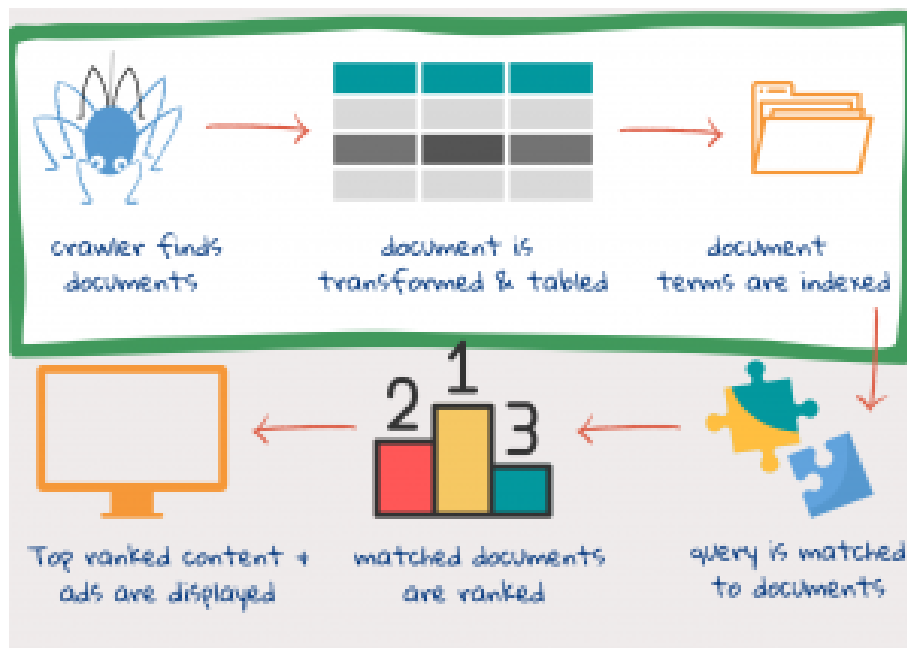 crawler finds
documents
document is
transformed & tabled
document
terms are indexed
2
1
3
Top ranked content +
ads are displayed
matched documents
are ranked
query is matched
to documents